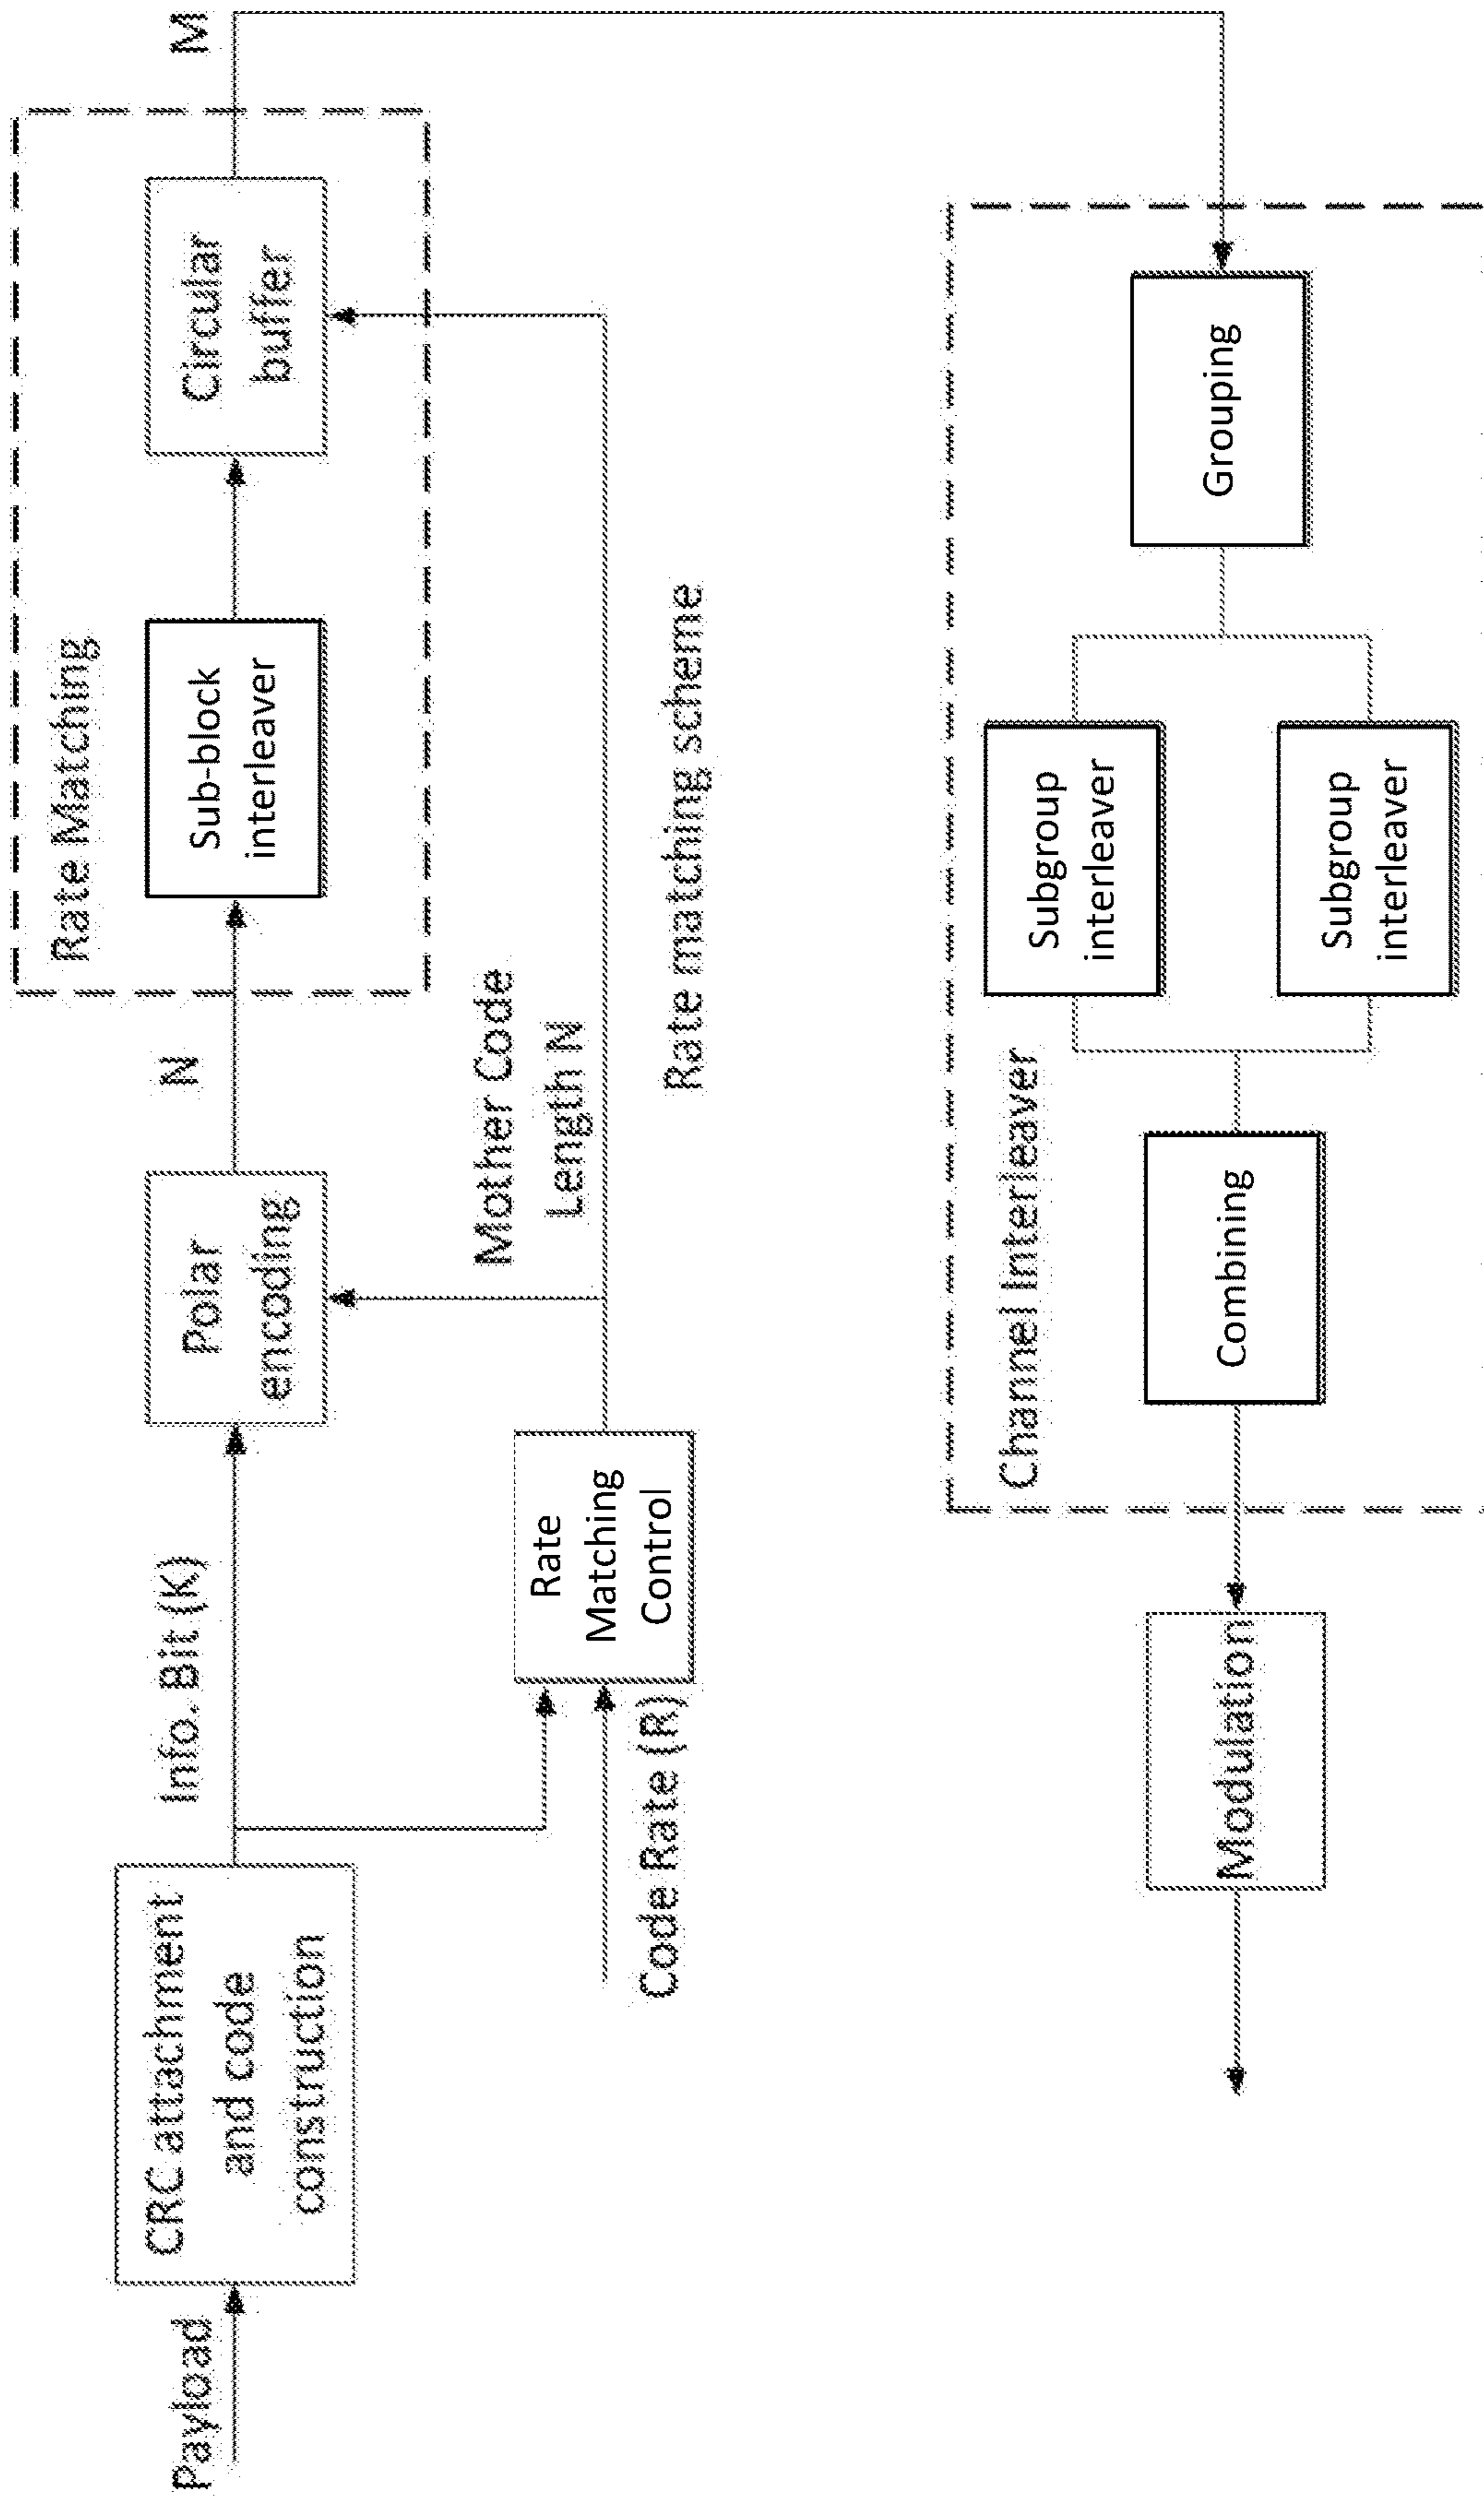 Payload
CRC attachment
and code
construction
Info. Bit (K)
Polar
encoding
N
Rate Matching
Sub-block
interleaver
Circular
buffer
M
Code Rate (R)
Rate
Matching
Control
Mother Code
Length N
Rate matching scheme
Channel Interleaver
Grouping
Subgroup
interleaver
Subgroup
interleaver
Combining
Modulation